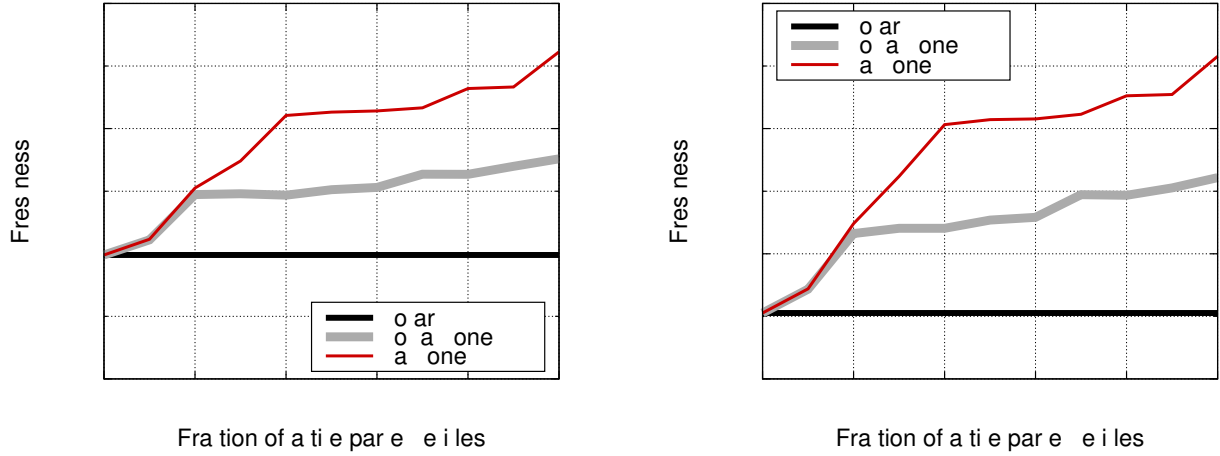 Fres ness
o ar
o a one
a one
Fra tion of a ti e par e e i les
Fres ness
o ar
o a one
a one
Fra tion of a ti e par e e i les